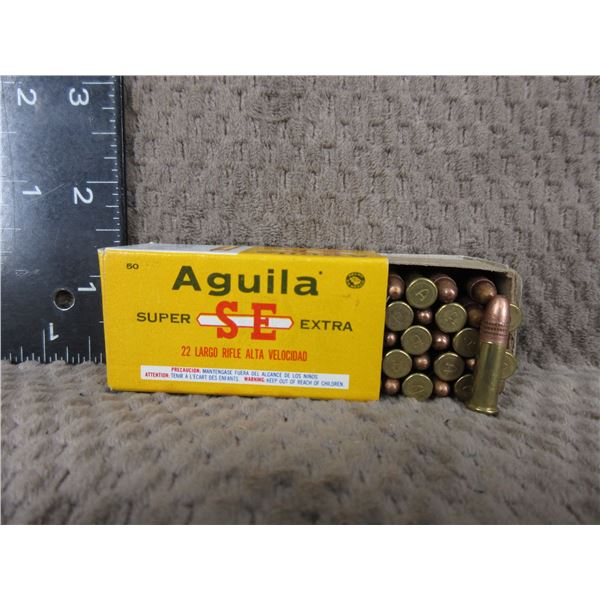 3
2
2
1
1
50
Aguila
SUPER SE EXTRA
22 LARGO RIFLE ALTA VELOCIDAD
PRECAUCION: MANTENGASE FUERA DEL ALCANCE DE LOS NIÑOS
ATTENTION: TENIR A L'ECART DES ENFANTS. WARNING: KEEP OUT OF REACH OF CHILDREN.
A